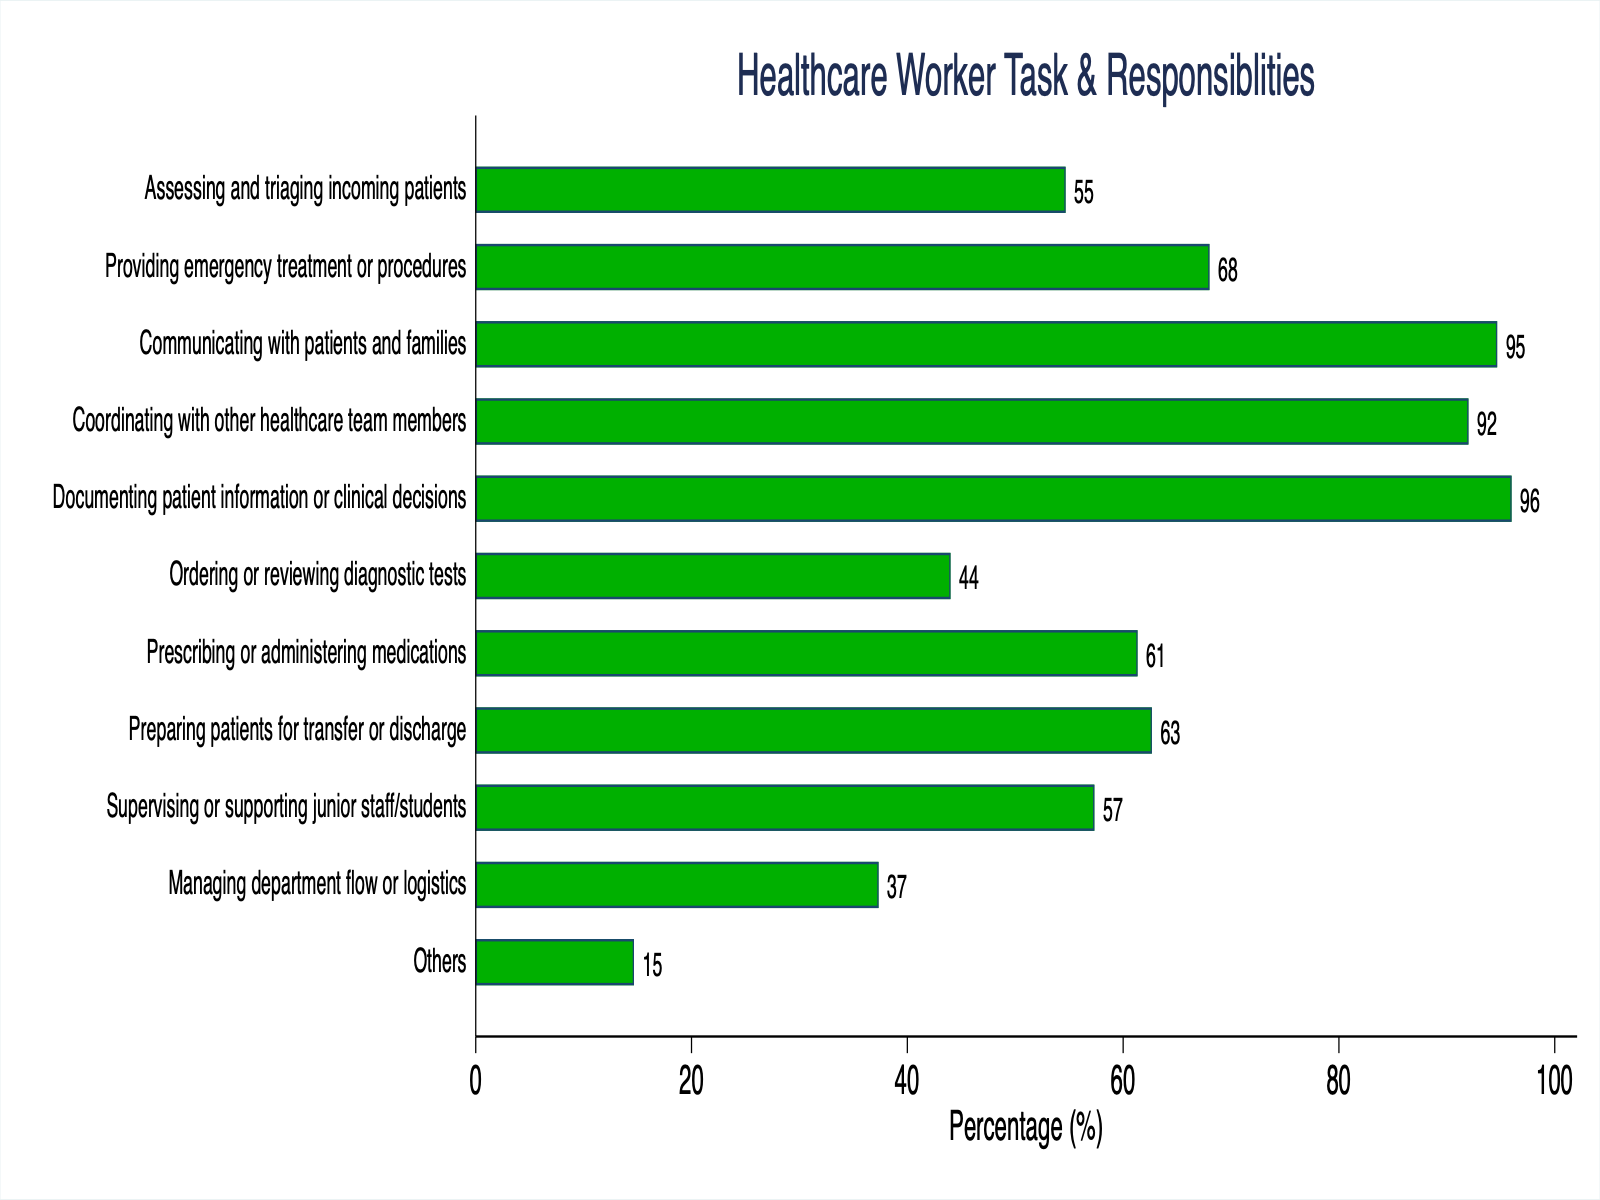 Healthcare Worker Task & Responsiblities
Assessing and triaging incoming patients 55
Providing emergency treatment or procedures 68
Communicating with patients and families 95
Coordinating with other healthcare team members 92
Documenting patient information or clinical decisions 96
Ordering or reviewing diagnostic tests 44
Prescribing or administering medications 61
Preparing patients for transfer or discharge 63
Supervising or supporting junior staff/students 57
Managing department flow or logistics 37
Others 15
0 20 40 60 80 100
Percentage (%)